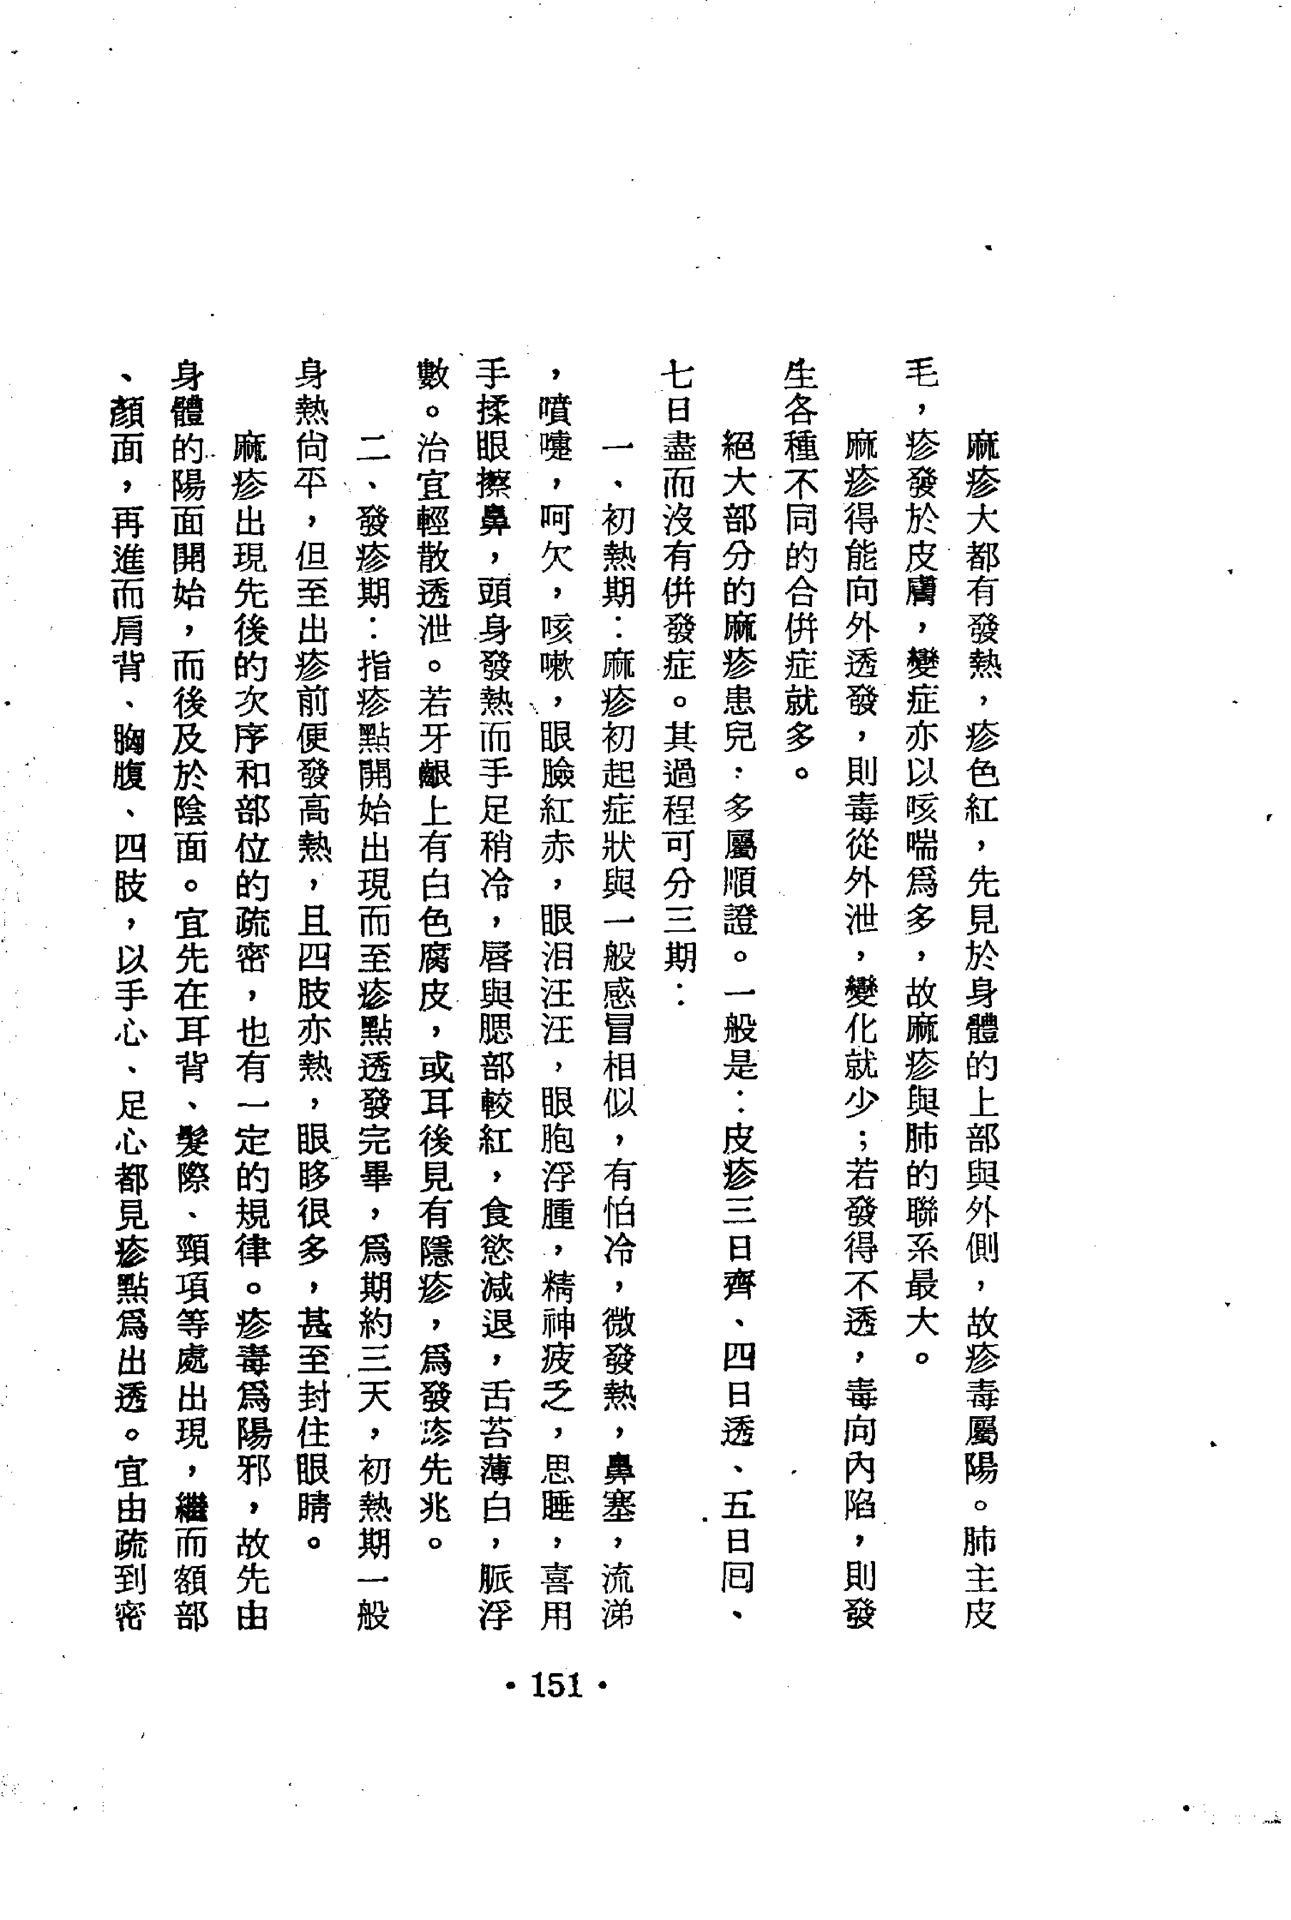 麻疹大都有發熱，疹色紅，先見於身體的上部與外側，故疹毒屬陽。肺主皮
毛，疹發於皮膚，變症亦以咳喘爲多，故麻疹與肺的聯系最大。
麻疹得能向外透發，則毒從外泄，變化就少；若發得不透，毒向內陷，則發
生各種不同的合併症就多。
絕大部分的麻疹患兒：多屬順證。一般是：皮疹三日齊、四日透、五日囘、
七日盡而沒有併發症。其過程可分三期：
一、初熱期：麻疹初起症狀與一般感冒相似，有怕冷，微發熱，鼻塞，流涕
，噴嚏，呵欠，咳嗽，眼臉紅赤，眼泪汪汪，眼胞浮腫，精神疲乏，思睡，喜用
手揉眼擦鼻，頭身發熱而手足稍冷，唇與腮部較紅，食慾減退，舌苔薄白，脈浮
數。治宜輕散透泄。若牙齦上有白色腐皮，或耳後見有隱疹，爲發疹先兆。
二、發疹期：指疹點開始出現而至疹點透發完畢，爲期約三天，初熱期一般
身熱尙平，但至出疹前便發高熱，且四肢亦熱，眼眵很多，甚至封住眼睛。
麻疹出現先後的次序和部位的疏密，也有一定的規律。疹毒爲陽邪，故先由
身體的陽面開始，而後及於陰面。宜先在耳背、髮際、頸項等處出現，繼而額部
、顏面，再進而肩背、胸腹、四肢，以手心、足心都見疹點爲出透。宜由疏到密
·151·